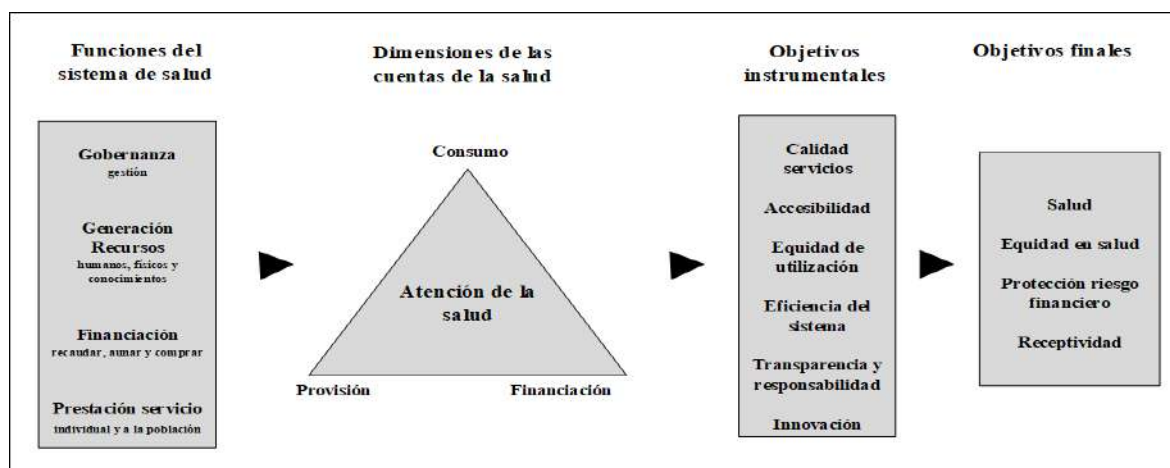 Funciones del
sistema de salud
Gobernanza
gestión
Generación
Recursos
humanos, físicos y
conocimientos
Financiación
recaudar, aunar y comprar
Prestación servicio
individual y a la población
Dimensiones de las
cuentas de la salud
Consumo
Atención de la
salud
Provisión
Financiación
Objetivos
instrumentales
Calidad
servicios
Accesibilidad
Equidad de
utilización
Eficiencia del
sistema
Transparencia y
responsabilidad
Innovación
Objetivos finales
Salud
Equidad en salud
Protección riesgo
financiero
Receptividad